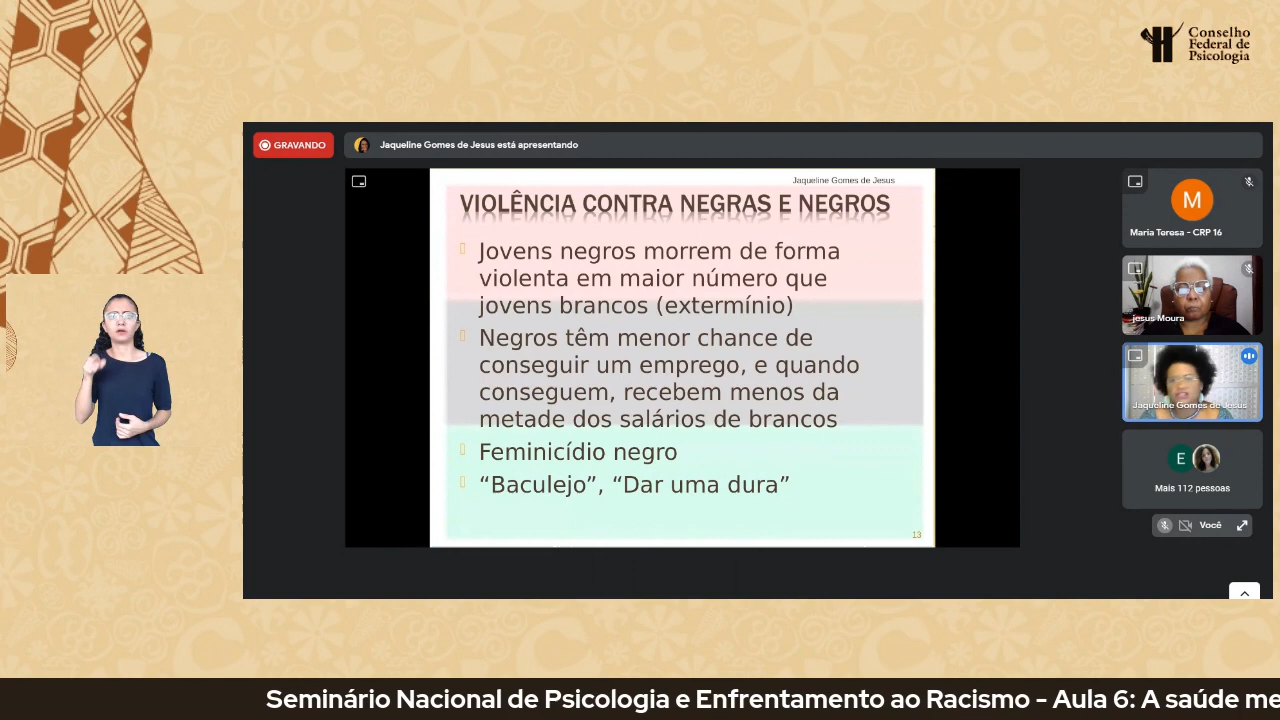 Conselho
Federal de
Psicologia
GRAVANDO
Jaqueline Gomes de Jesus está apresentando
Jaqueline Gomes de Jesus
VIOLÊNCIA CONTRA NEGRAS E NEGROS
Jovens negros morrem de forma
violenta em maior número que
jovens brancos (extermínio)
Negros têm menor chance de
conseguir um emprego, e quando
conseguem, recebem menos da
metade dos salários de brancos
Feminicídio negro
“Baculejo”, “Dar uma dura”
13
M
Maria Teresa - CRP 16
jesus Moura
Jaqueline Gomes de Jesus
E
Mais 112 pessoas
Você
Seminário Nacional de Psicologia e Enfrentamento ao Racismo - Aula 6: A saúde me